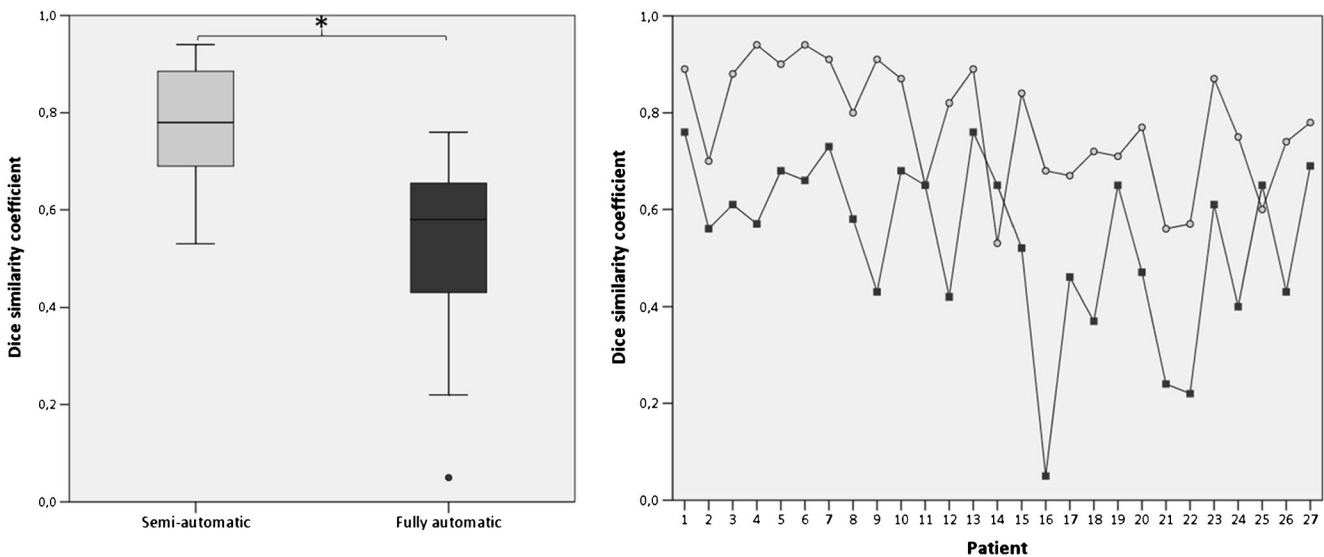 1,0
0,8
0,6
0,4
0,2
0,0
Dice similarity coefficient
*
Semi-automatic Fully automatic
1,0
0,8
0,6
0,4
0,2
0,0
Dice similarity coefficient
1 2 3 4 5 6 7 8 9 10 11 12 13 14 15 16 17 18 19 20 21 22 23 24 25 26 27
Patient